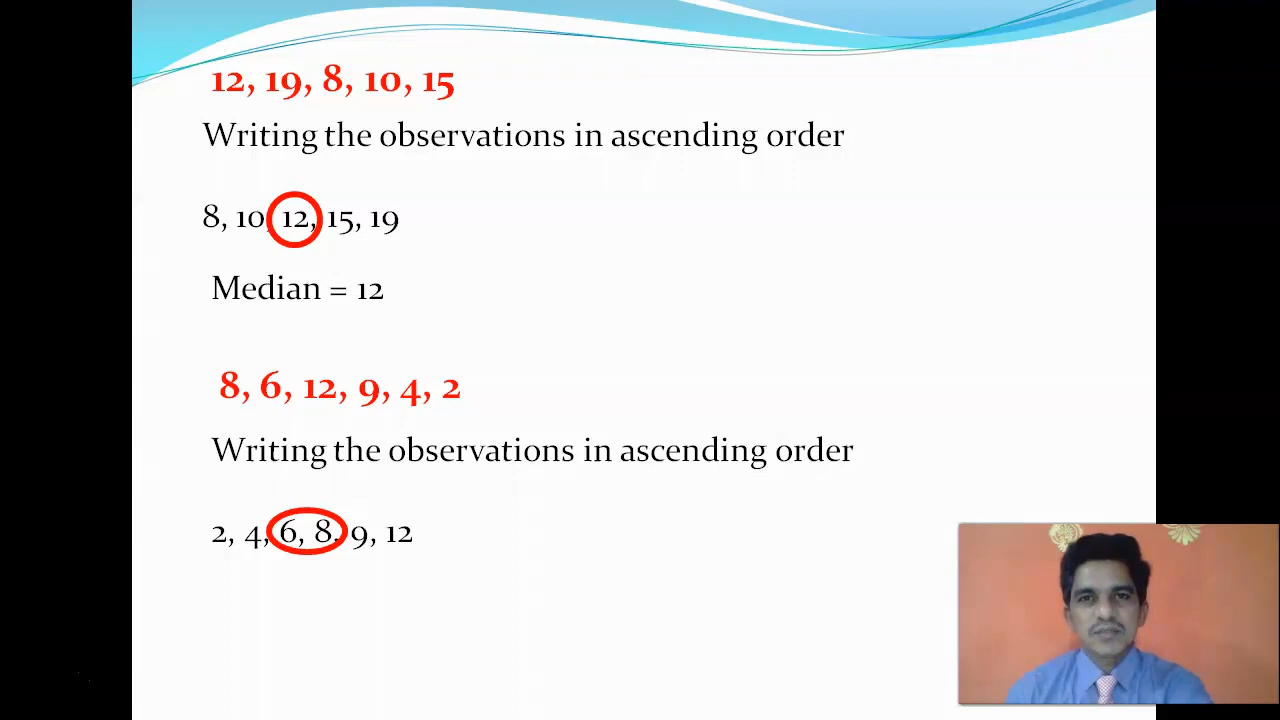 12, 19, 8, 10, 15
Writing the observations in ascending order
8, 10, 12, 15, 19
Median = 12
8, 6, 12, 9, 4, 2
Writing the observations in ascending order
2, 4, 6, 8, 9, 12